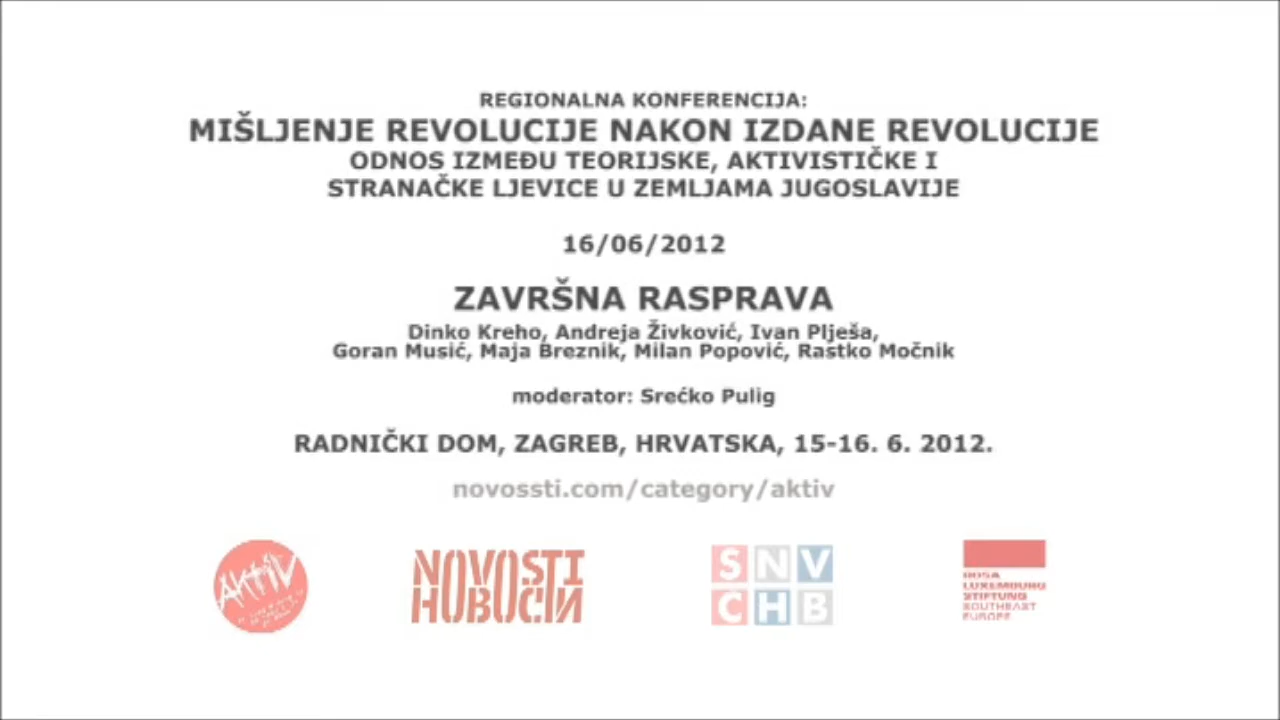 REGIONALNA KONFERENCIJA:
MIŠLJENJE REVOLUCIJE NAKON IZDANE REVOLUCIJE
ODNOS IZMEĐU TEORIJSKE, AKTIVISTIČKE I
STRANAČKE LJEVICE U ZEMLJAMA JUGOSLAVIJE
16/06/2012
ZAVRŠNA RASPRAVA
Dinko Kreho, Andreja Živković, Ivan Plješa,
Goran Musić, Maja Breznik, Milan Popović, Rastko Močnik
moderator: Srećko Pulig
RADNIČKI DOM, ZAGREB, HRVATSKA, 15-16. 6. 2012.
novossti.com/category/aktiv
AKTIV
NOVOSTI
НОВОСТИ
SNV
СНВ
ROSA
LUXEMBURG
STIFTUNG
SOUTHEAST
EUROPE